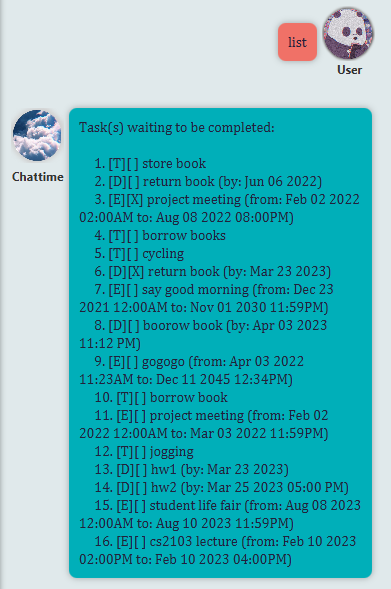 list
User
Chattime
Task(s) waiting to be completed:
1. [T][ ] store book
2. [D][ ] return book (by: Jun 06 2022)
3. [E][X] project meeting (from: Feb 02 2022
02:00AM to: Aug 08 2022 08:00PM)
4. [T][ ] borrow books
5. [T][ ] cycling
6. [D][X] return book (by: Mar 23 2023)
7. [E][ ] say good morning (from: Dec 23
2021 12:00AM to: Nov 01 2030 11:59PM)
8. [D][ ] boorow book (by: Apr 03 2023
11:12 PM)
9. [E][ ] gogogo (from: Apr 03 2022
11:23AM to: Dec 11 2045 12:34PM)
10. [T][ ] borrow book
11. [E][ ] project meeting (from: Feb 02
2022 12:00AM to: Mar 03 2022 11:59PM)
12. [T][ ] jogging
13. [D][ ] hw1 (by: Mar 23 2023)
14. [D][ ] hw2 (by: Mar 25 2023 05:00 PM)
15. [E][ ] student life fair (from: Aug 08 2023
12:00AM to: Aug 10 2023 11:59PM)
16. [E][ ] cs2103 lecture (from: Feb 10 2023
02:00PM to: Feb 10 2023 04:00PM)